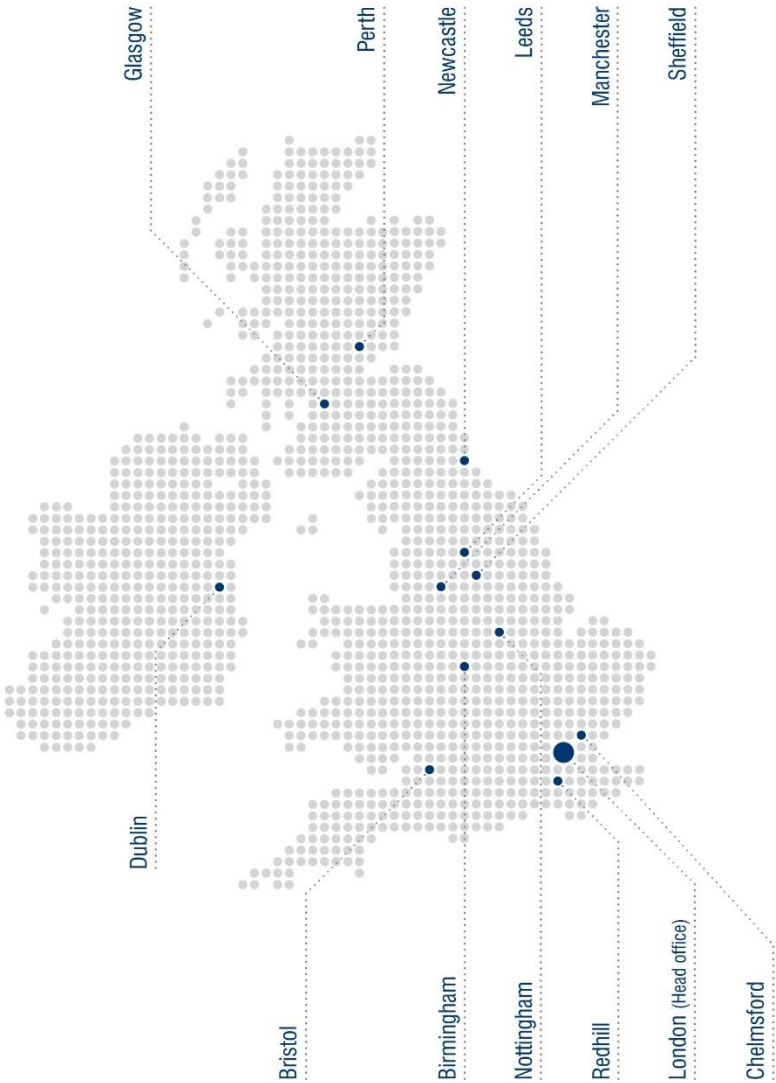 Glasgow
Perth
Newcastle
Leeds
Manchester
Sheffield
Dublin
Bristol
Birmingham
Nottingham
Redhill
London (Head office)
Chelmsford